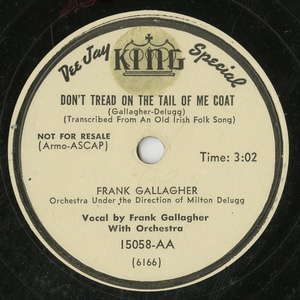 Dee Jay Special
KING
DON'T TREAD ON THE TAIL OF ME COAT
(Gallagher-Delugg)
(Transcribed From An Old Irish Folk Song)
NOT FOR RESALE
(Armo-ASCAP)
Time: 3:02
FRANK GALLAGHER
Orchestra Under the Direction of Milton Delugg
Vocal by Frank Gallagher
With Orchestra
15058-AA
(6166)